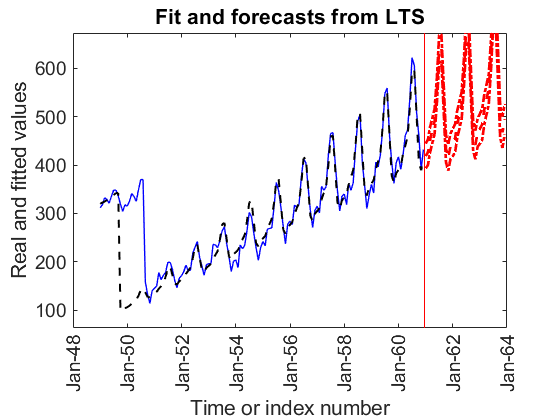 Fit and forecasts from LTS
Real and fitted values
600
500
400
300
200
100
Jan-48
Jan-50
Jan-52
Jan-54
Jan-56
Jan-58
Jan-60
Jan-62
Jan-64
Time or index number